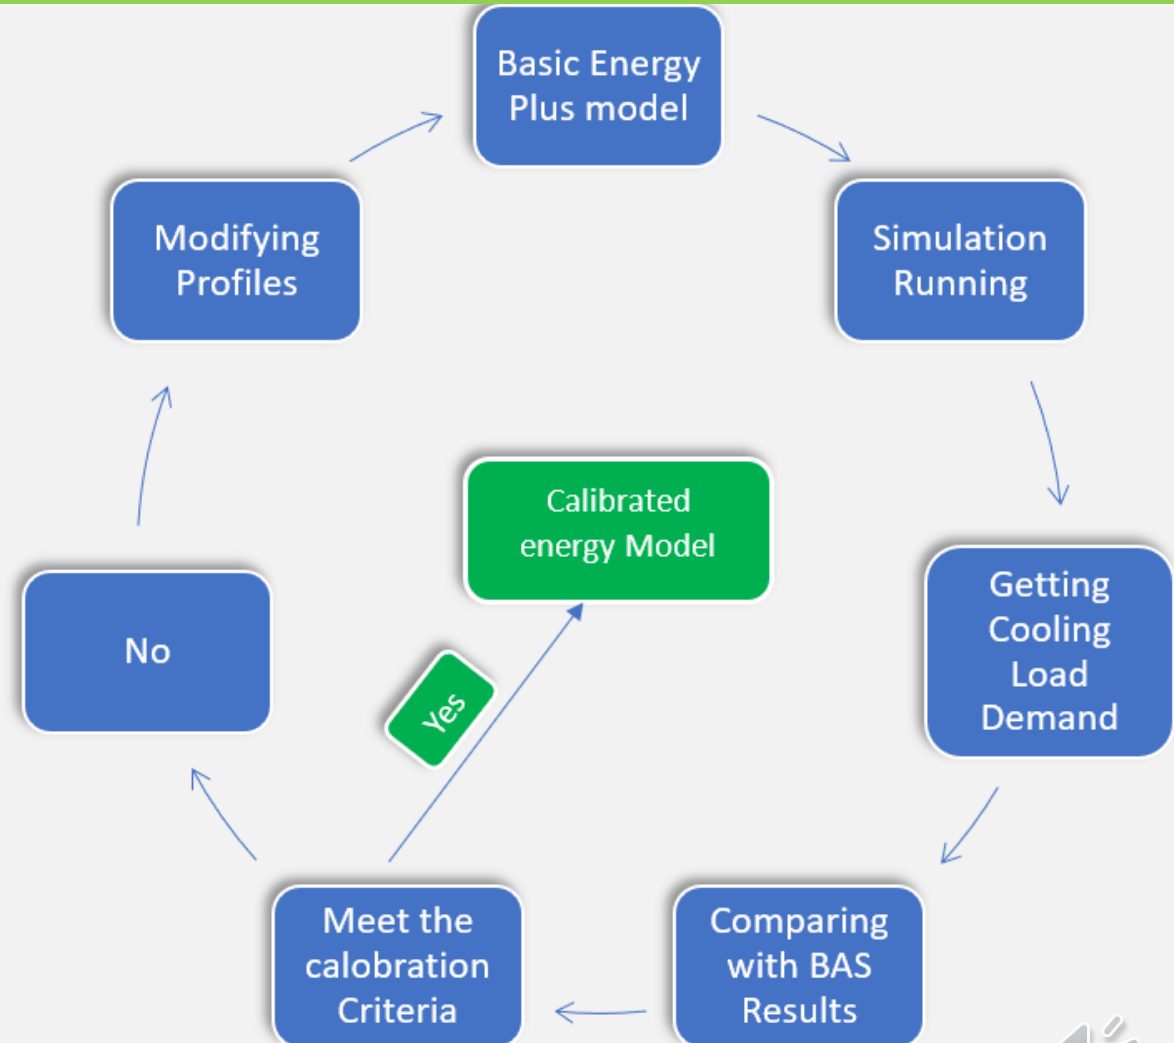 Basic Energy
Plus model
Modifying
Profiles
Simulation
Running
Calibrated
energy Model
Getting
Cooling
Load
Demand
No
Yes
Meet the
calobration
Criteria
Comparing
with BAS
Results